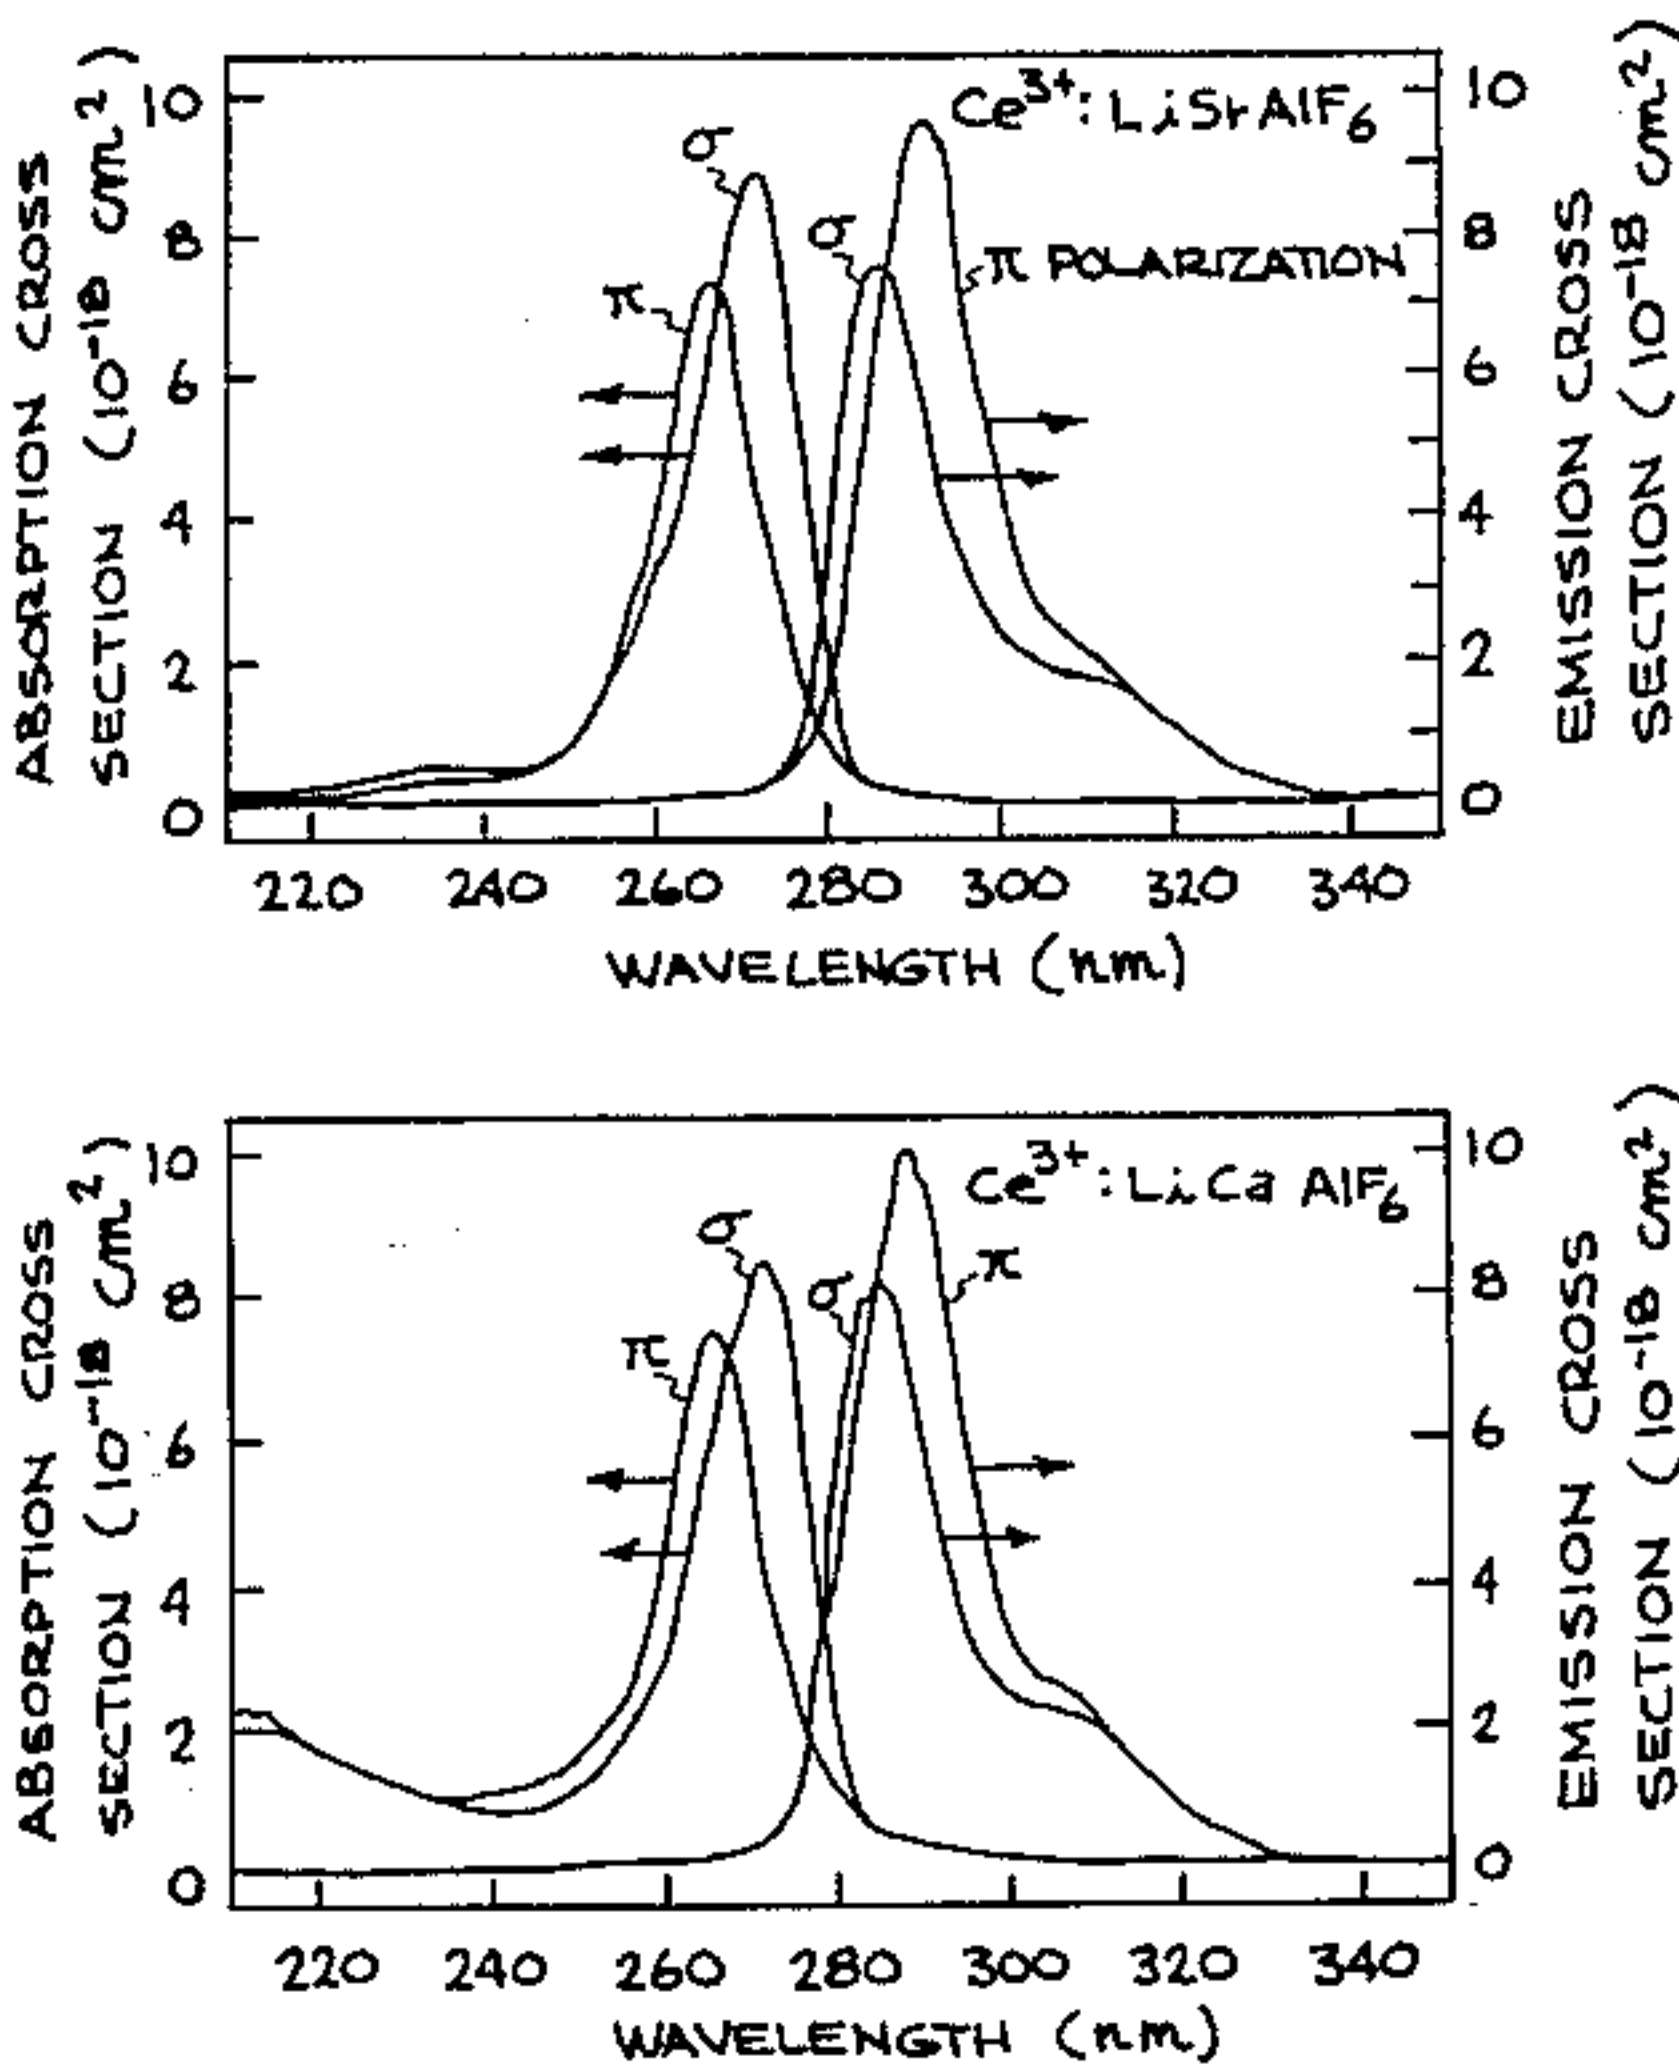 ABSORPTION CROSS
SECTION (10⁻¹⁸ cm²)
10
8
6
4
2
0
Ce³⁺: LiSrAlF₆
σ
π
σ
π POLARIZATION
10
8
6
4
2
0
EMISSION CROSS
SECTION (10⁻¹⁸ cm²)
220 240 260 280 300 320 340
WAVELENGTH (nm)
ABSORPTION CROSS
SECTION (10⁻¹⁸ cm²)
10
8
6
4
2
0
Ce³⁺: LiCa AlF₆
σ
π
σ
π
10
8
6
4
2
0
EMISSION CROSS
SECTION (10⁻¹⁸ cm²)
220 240 260 280 300 320 340
WAVELENGTH (nm)